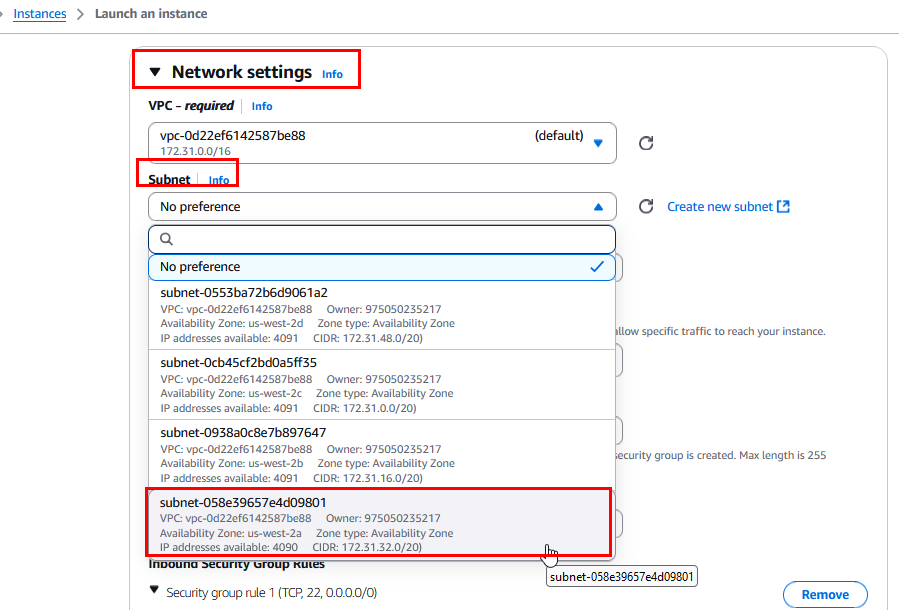 Instances > Launch an instance
Network settings Info
VPC – required Info
vpc-0d22ef6142587be88 (default)
172.31.0.0/16
Subnet Info
No preference
Create new subnet
No preference
subnet-0553ba72b6d9061a2
VPC: vpc-0d22ef6142587be88 Owner: 975050235217
Availability Zone: us-west-2d Zone type: Availability Zone
IP addresses available: 4091 CIDR: 172.31.48.0/20)
allow specific traffic to reach your instance.
subnet-0cb45cf2bd0a5ff35
VPC: vpc-0d22ef6142587be88 Owner: 975050235217
Availability Zone: us-west-2c Zone type: Availability Zone
IP addresses available: 4091 CIDR: 172.31.0.0/20)
subnet-0938a0c8e7b897647
VPC: vpc-0d22ef6142587be88 Owner: 975050235217
Availability Zone: us-west-2b Zone type: Availability Zone
IP addresses available: 4091 CIDR: 172.31.16.0/20)
security group is created. Max length is 255
subnet-058e39657e4d09801
VPC: vpc-0d22ef6142587be88 Owner: 975050235217
Availability Zone: us-west-2a Zone type: Availability Zone
IP addresses available: 4090 CIDR: 172.31.32.0/20)
Inbound Security Group Rules
subnet-058e39657e4d09801
Security group rule 1 (TCP, 22, 0.0.0.0/0)
Remove